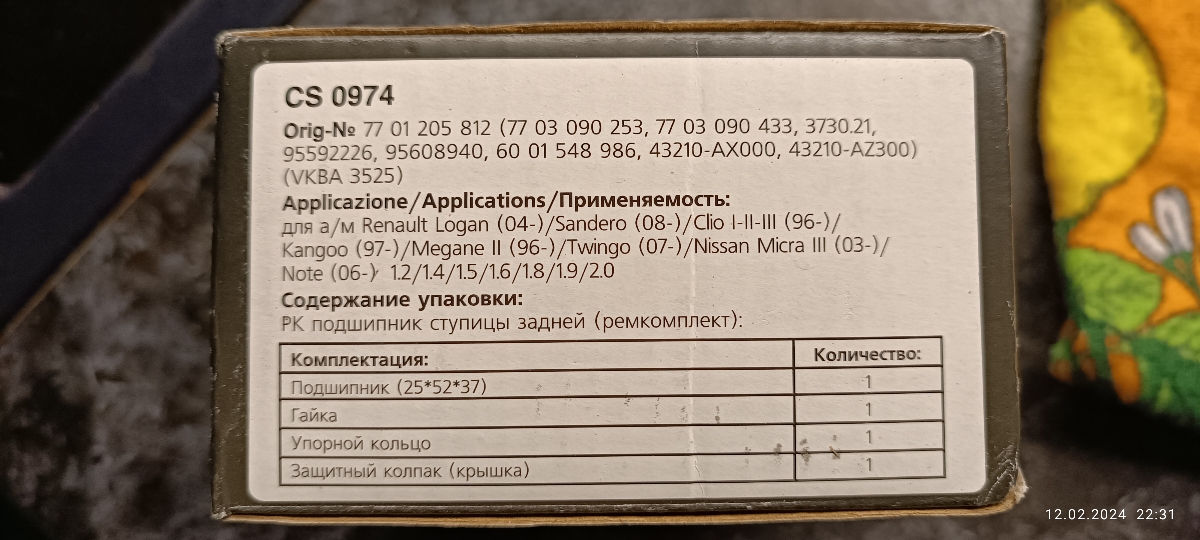 CS 0974
Orig-№ 77 01 205 812 (77 03 090 253, 77 03 090 433, 3730.21,
95592226, 95608940, 60 01 548 986, 43210-AX000, 43210-AZ300)
(VKBA 3525)
Applicazione/Applications/Применяемость:
для а/м Renault Logan (04-)/Sandero (08-)/Clio I-II-III (96-)/
Kangoo (97-)/Megane II (96-)/Twingo (07-)/Nissan Micra III (03-)/
Note (06-) 1.2/1.4/1.5/1.6/1.8/1.9/2.0
Содержание упаковки:
РК подшипник ступицы задней (ремкомплект):
Комплектация: Количество:
Подшипник (25*52*37) 1
Гайка 1
Упорной кольцо 1
Защитный колпак (крышка) 1
12.02.2024 22:31